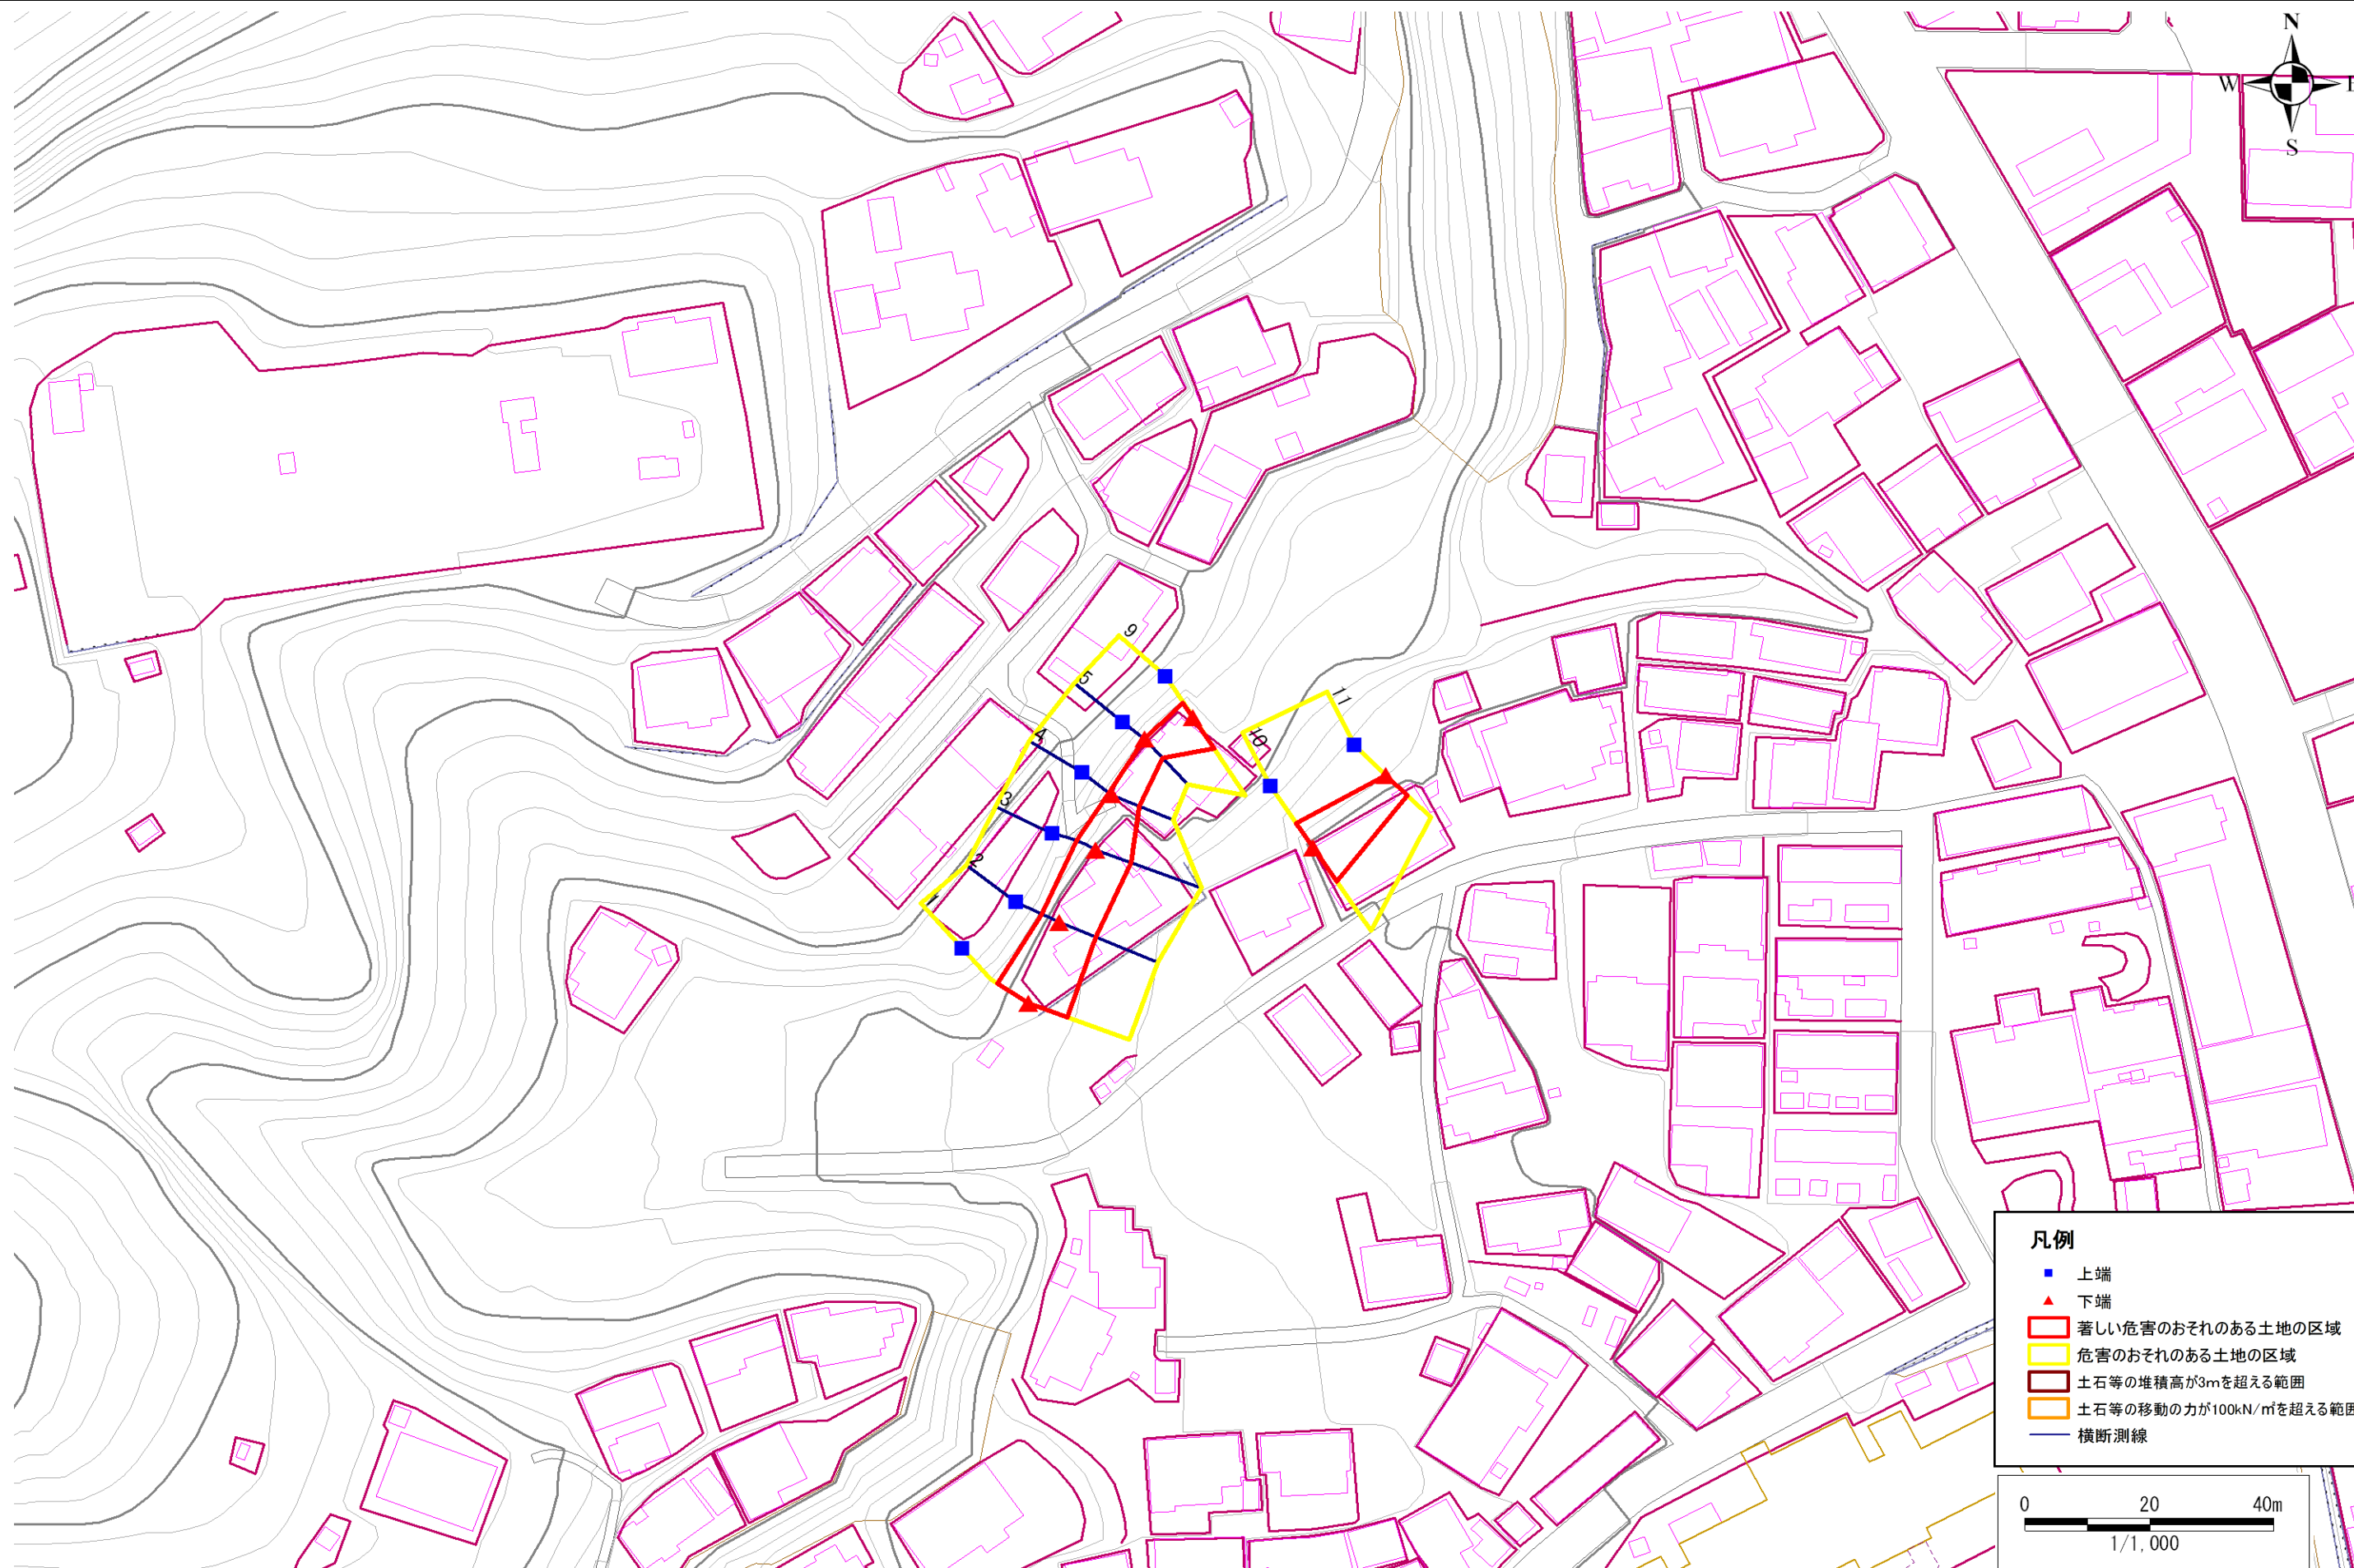 N
W
S
9
5
11
4
10
3
2
1
凡例
上端
下端
著しい危害のおそれのある土地の区域
危害のおそれのある土地の区域
土石等の堆積高が3mを超える範囲
土石等の移動の力が100kN/㎡を超える範囲
横断測線
0 20 40m
1/1,000